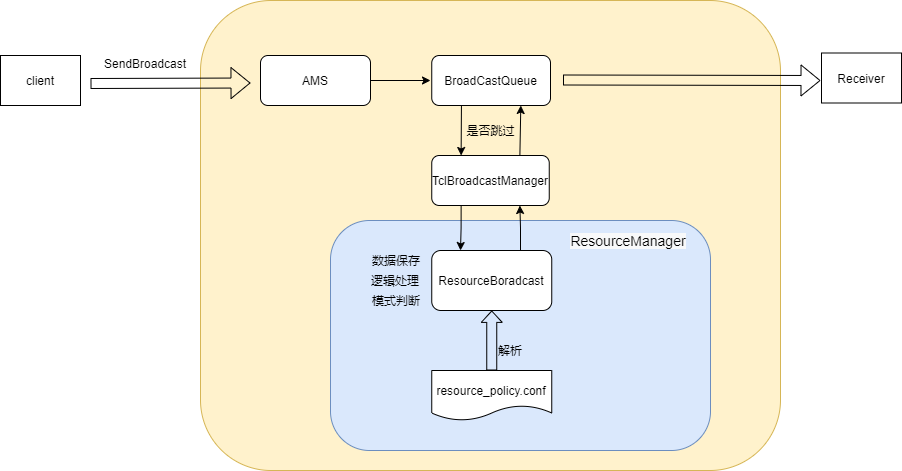 SendBroadcast
client
AMS
BroadCastQueue
Receiver
是否跳过
TclBroadcastManager
ResourceManager
数据保存
逻辑处理
模式判断
ResourceBoradcast
解析
resource_policy.conf